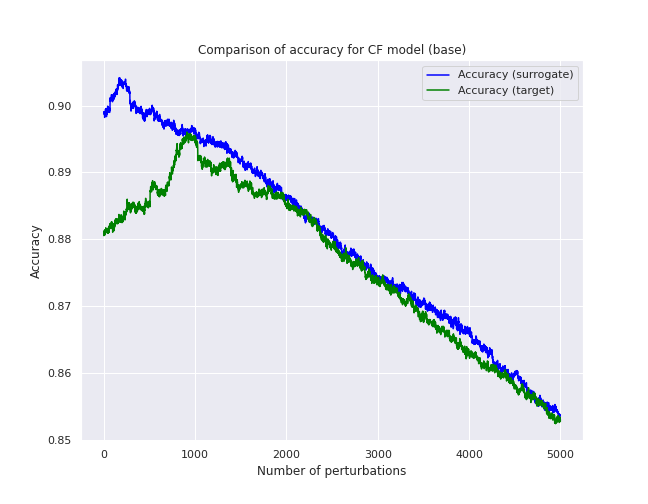 Comparison of accuracy for CF model (base)
Accuracy (surrogate)
Accuracy (target)
0.90
0.89
0.88
0.87
0.86
0.85
Accuracy
0 1000 2000 3000 4000 5000
Number of perturbations